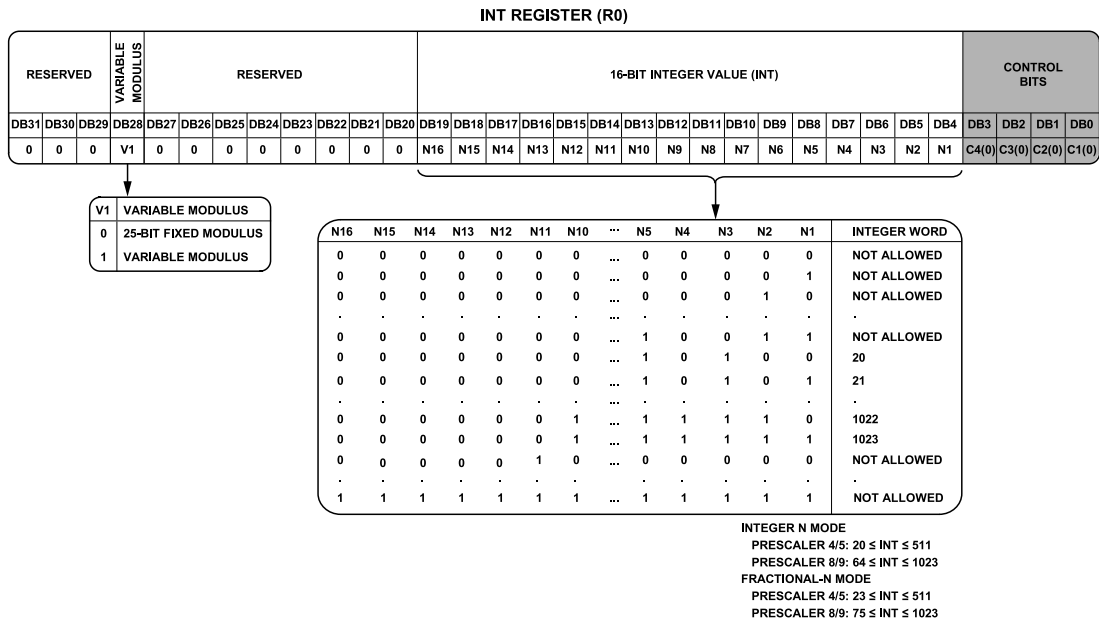 INT REGISTER (R0)
RESERVED VARIABLE MODULUS RESERVED 16-BIT INTEGER VALUE (INT) CONTROL BITS
DB31 DB30 DB29 DB28 DB27 DB26 DB25 DB24 DB23 DB22 DB21 DB20 DB19 DB18 DB17 DB16 DB15 DB14 DB13 DB12 DB11 DB10 DB9 DB8 DB7 DB6 DB5 DB4 DB3 DB2 DB1 DB0
0 0 0 V1 0 0 0 0 0 0 0 0 N16 N15 N14 N13 N12 N11 N10 N9 N8 N7 N6 N5 N4 N3 N2 N1 C4(0) C3(0) C2(0) C1(0)
V1 VARIABLE MODULUS
0 25-BIT FIXED MODULUS
1 VARIABLE MODULUS
N16 N15 N14 N13 N12 N11 N10 ... N5 N4 N3 N2 N1 INTEGER WORD
0 0 0 0 0 0 0 ... 0 0 0 0 0 NOT ALLOWED
0 0 0 0 0 0 0 ... 0 0 0 0 1 NOT ALLOWED
0 0 0 0 0 0 0 ... 0 0 0 1 0 NOT ALLOWED
. . . . . . . ... . . . . . .
0 0 0 0 0 0 0 ... 1 0 0 1 1 NOT ALLOWED
0 0 0 0 0 0 0 ... 1 0 1 0 0 20
0 0 0 0 0 0 0 ... 1 0 1 0 1 21
. . . . . . . ... . . . . . .
0 0 0 0 0 0 1 ... 1 1 1 1 0 1022
0 0 0 0 0 0 1 ... 1 1 1 1 1 1023
0 0 0 0 0 1 0 ... 0 0 0 0 0 NOT ALLOWED
. . . . . . . ... . . . . . .
1 1 1 1 1 1 1 ... 1 1 1 1 1 NOT ALLOWED
INTEGER N MODE
PRESCALER 4/5: 20 ≤ INT ≤ 511
PRESCALER 8/9: 64 ≤ INT ≤ 1023
FRACTIONAL-N MODE
PRESCALER 4/5: 23 ≤ INT ≤ 511
PRESCALER 8/9: 75 ≤ INT ≤ 1023